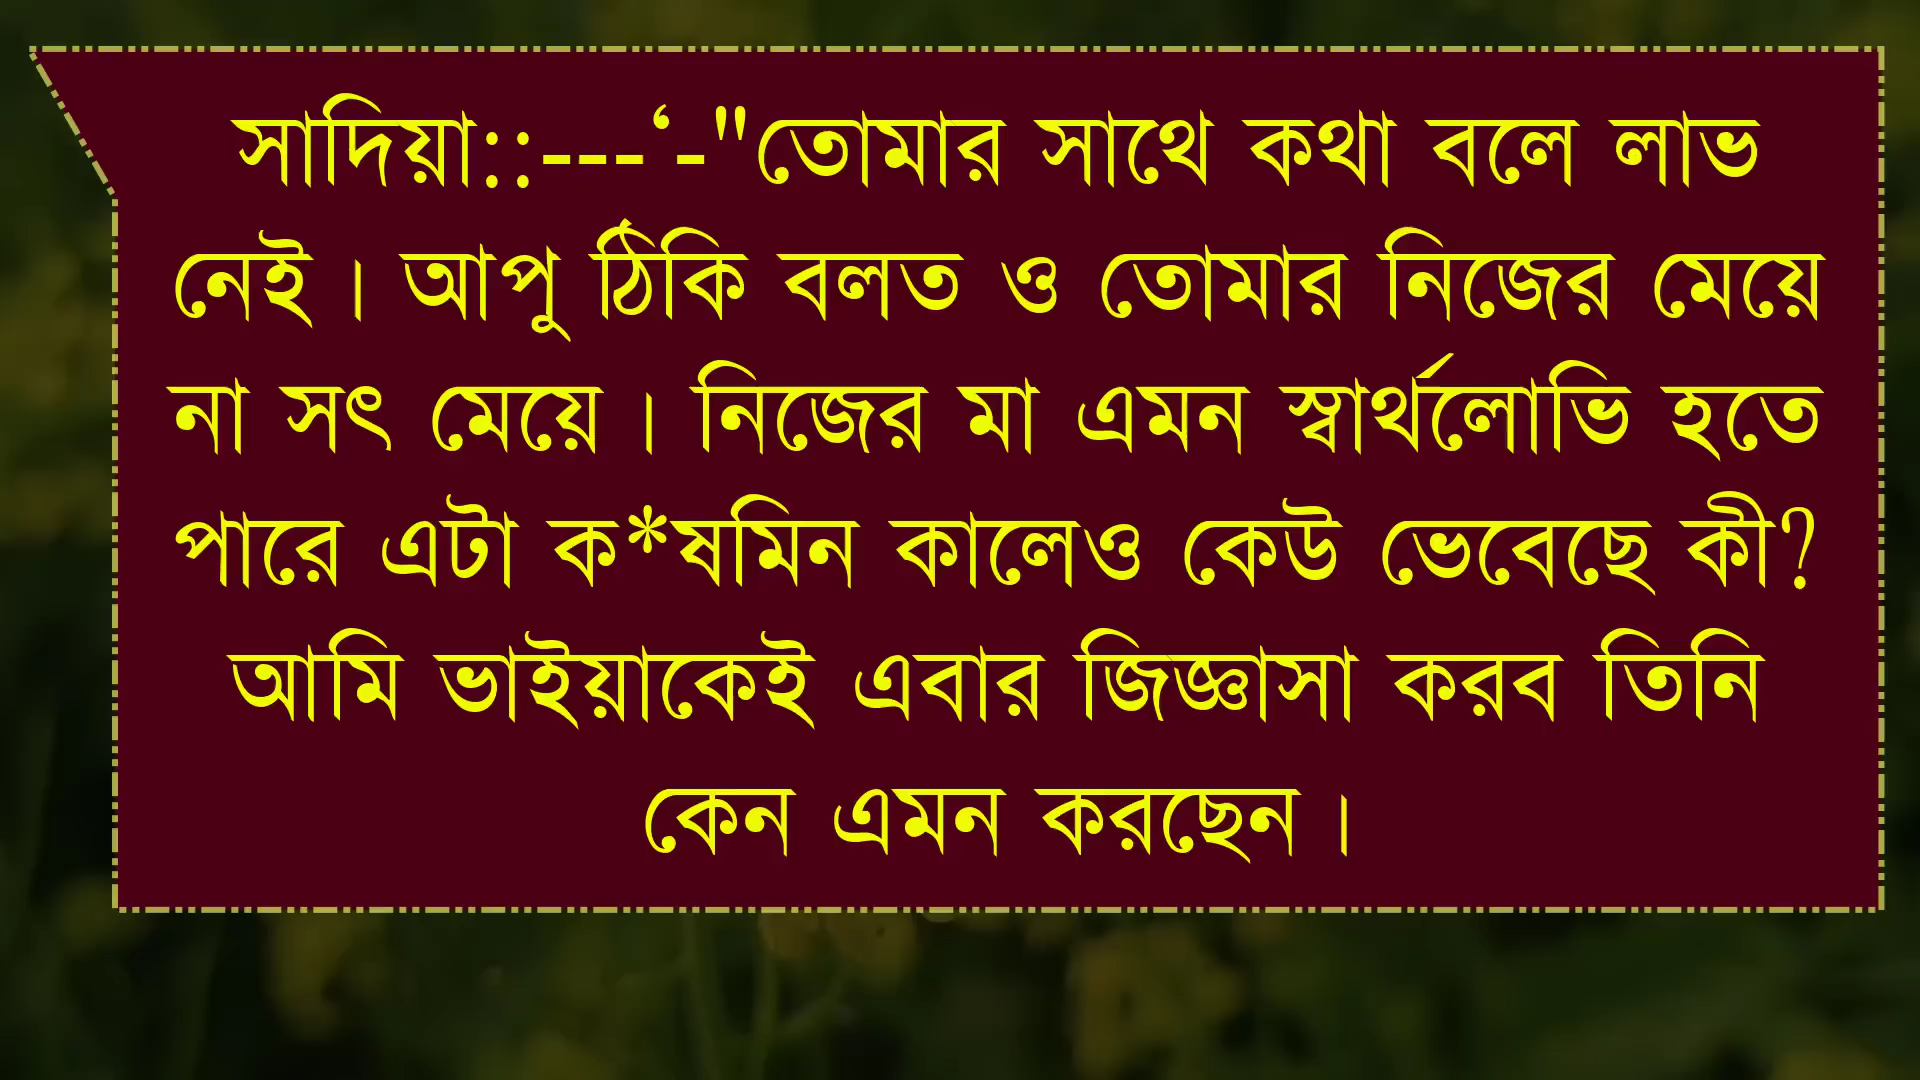 সাদিয়া::---‘-"তোমার সাথে কথা বলে লাভ
নেই। আপু ঠিকি বলত ও তোমার নিজের মেয়ে
না সৎ মেয়ে। নিজের মা এমন স্বার্থলোভি হতে
পারে এটা ক*ষমিন কালেও কেউ ভেবেছে কী?
আমি ভাইয়াকেই এবার জিজ্ঞাসা করব তিনি
কেন এমন করছেন।